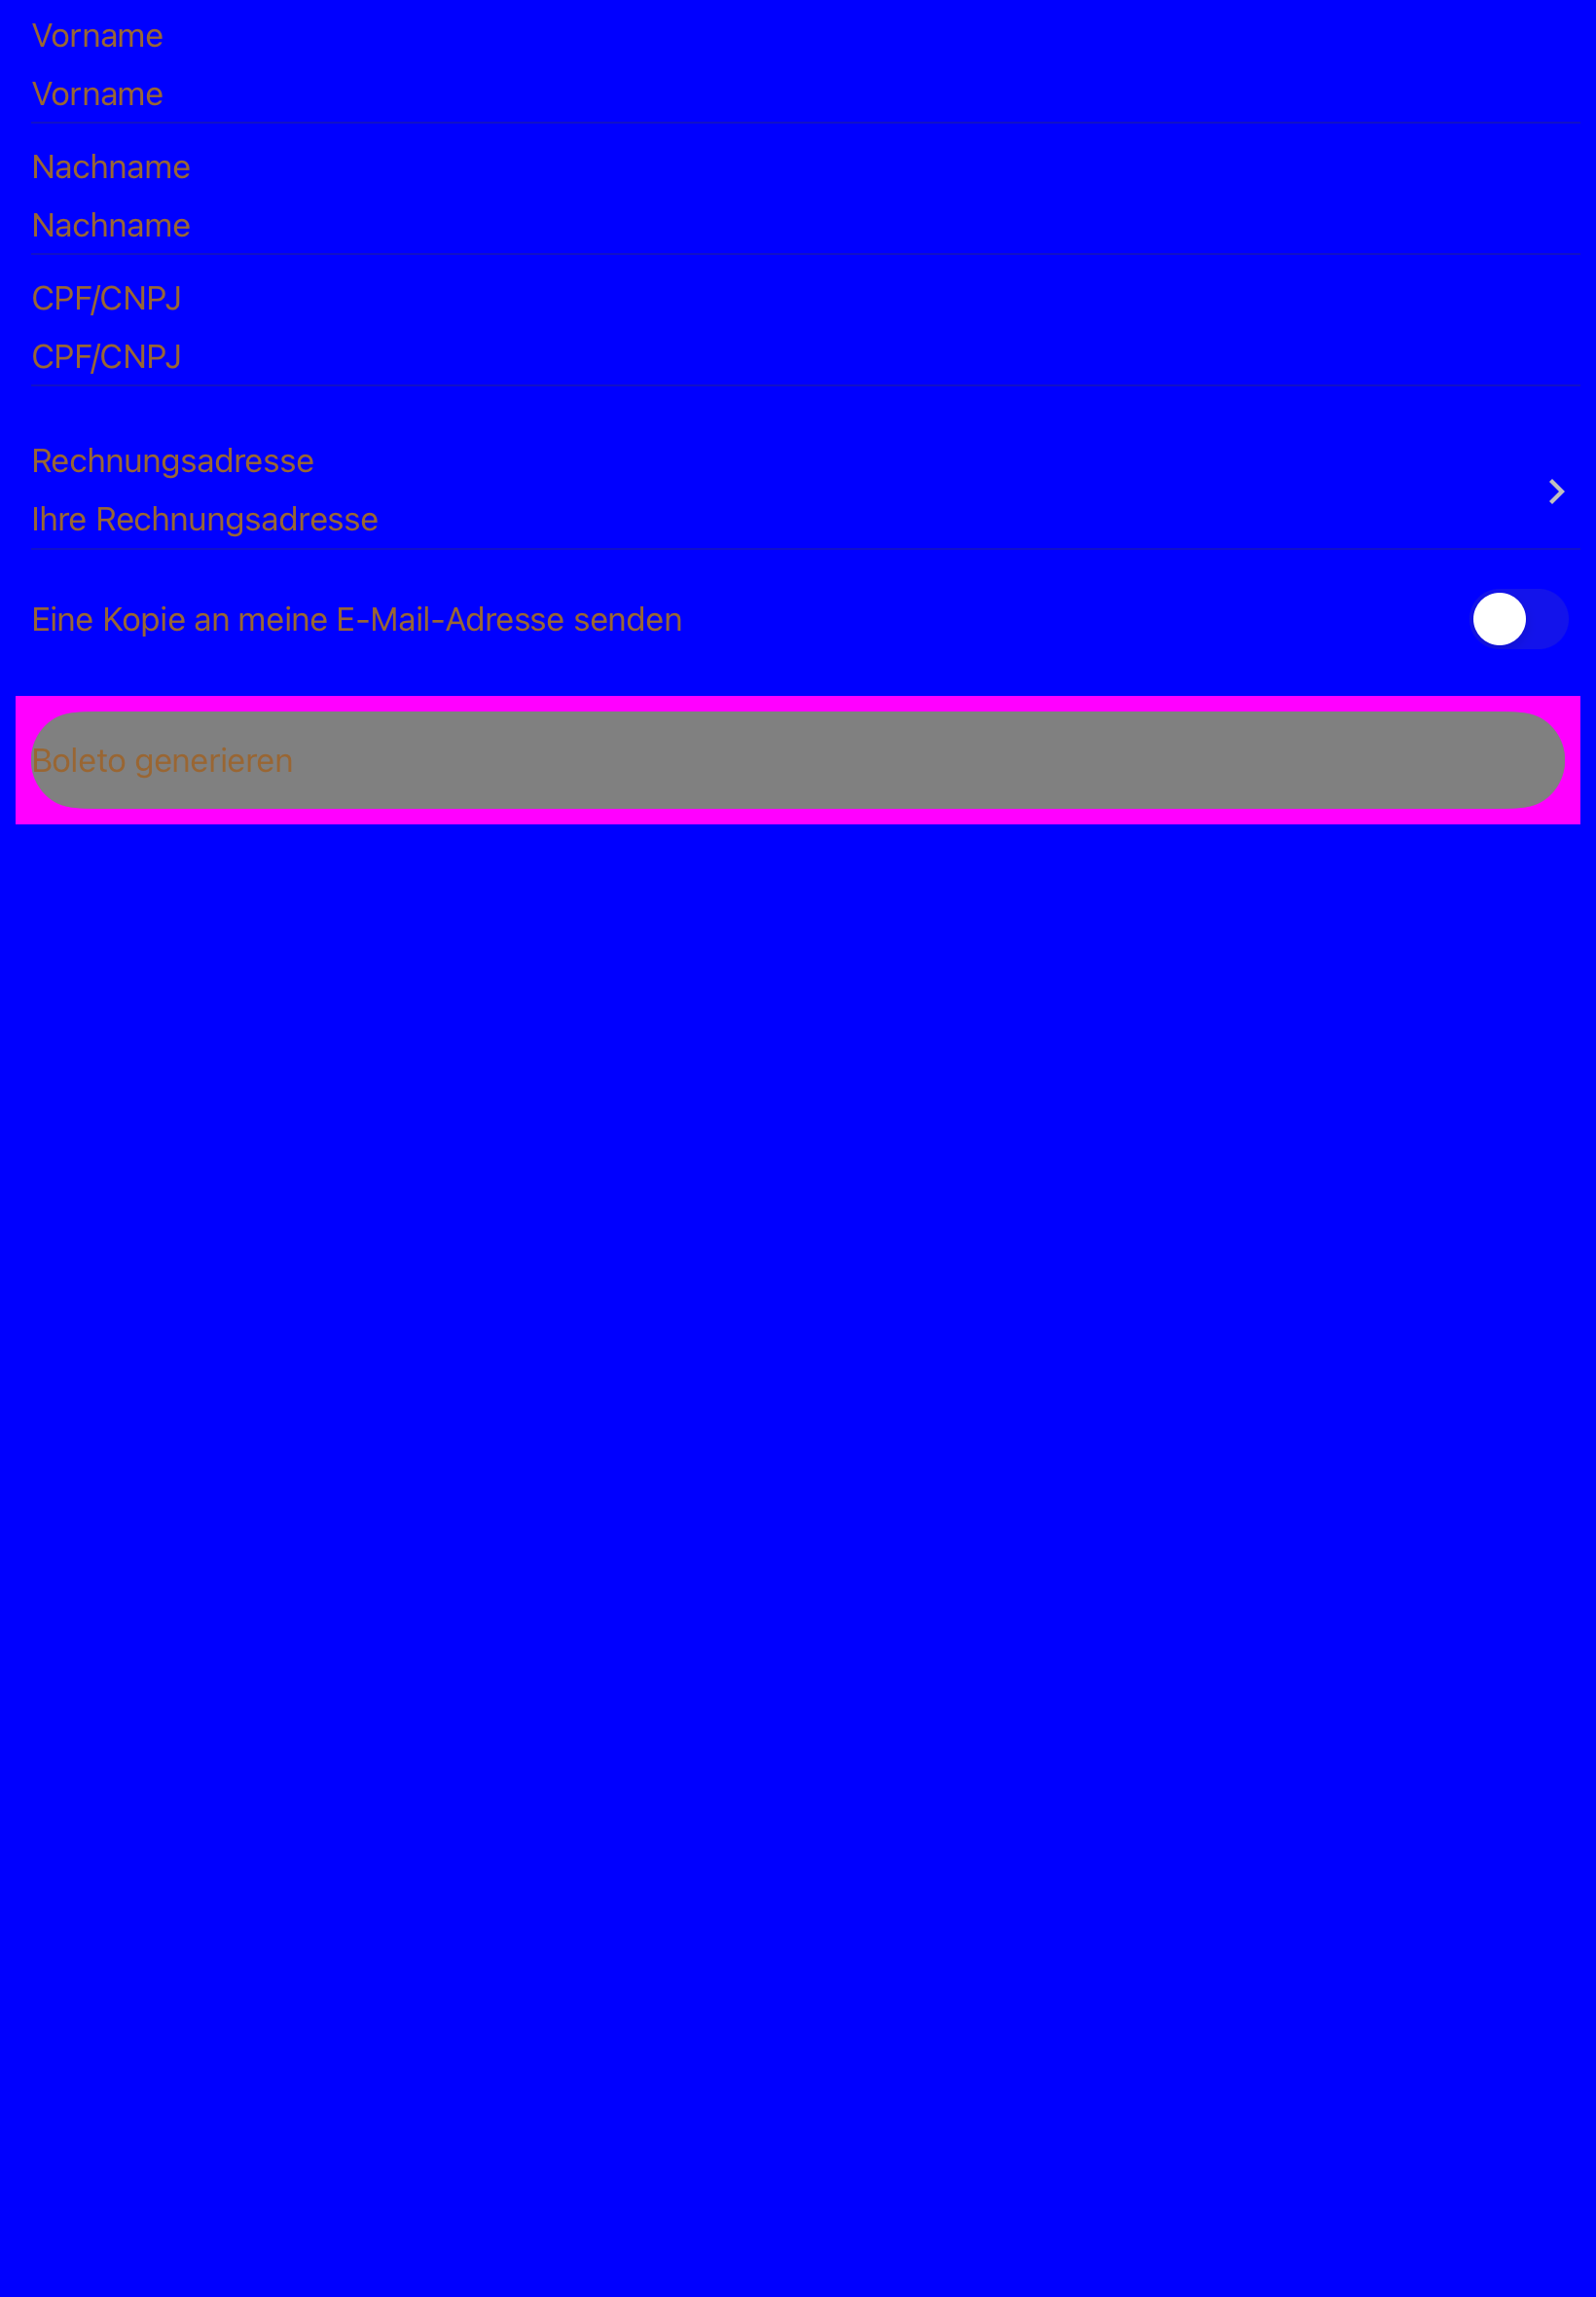 Vorname
Vorname
Nachname
Nachname
CPF/CNPJ
CPF/CNPJ
Rechnungsadresse
Ihre Rechnungsadresse
Eine Kopie an meine E-Mail-Adresse senden
Boleto generieren